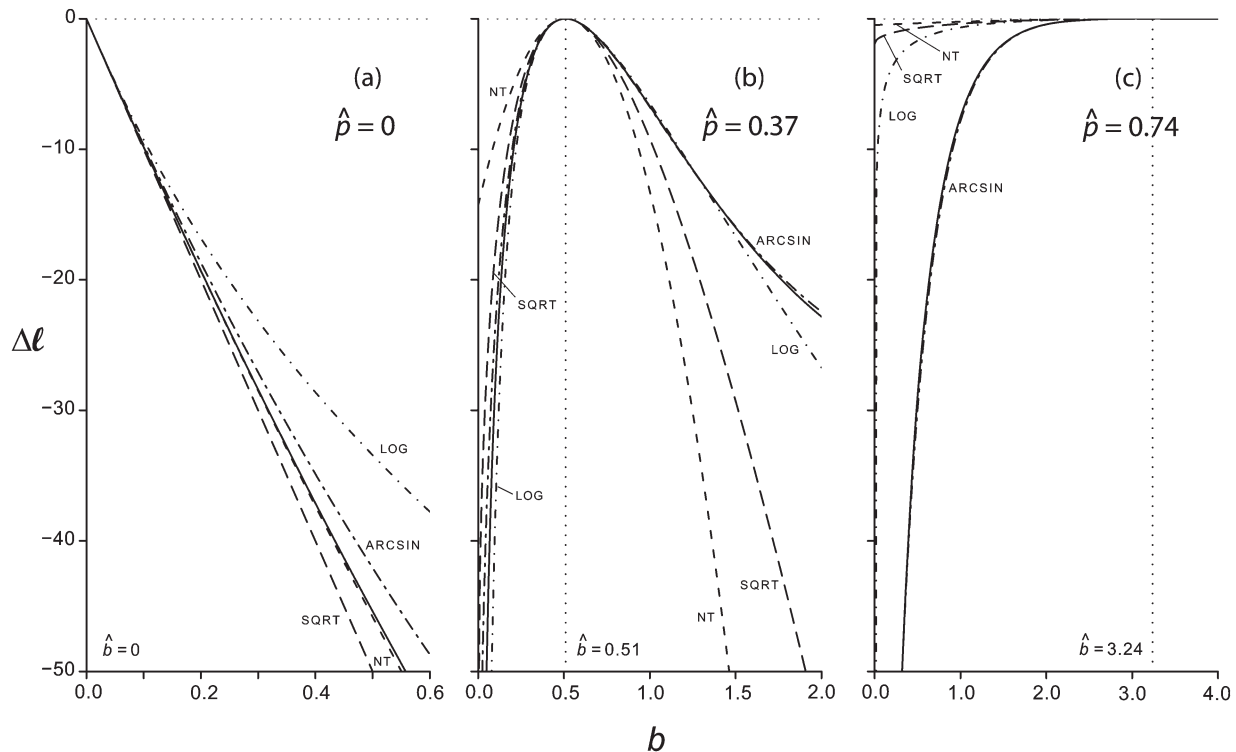 (a)
p̂ = 0
LOG
ARCSIN
SQRT
NT
b̂ = 0
(b)
p̂ = 0.37
NT
SQRT
LOG
ARCSIN
LOG
SQRT
NT
b̂ = 0.51
(c)
p̂ = 0.74
NT
SQRT
LOG
ARCSIN
b̂ = 3.24
Δℓ
0
−10
−20
−30
−40
−50
0.0 0.2 0.4 0.6
0.0 0.5 1.0 1.5 2.0
0.0 1.0 2.0 3.0 4.0
b